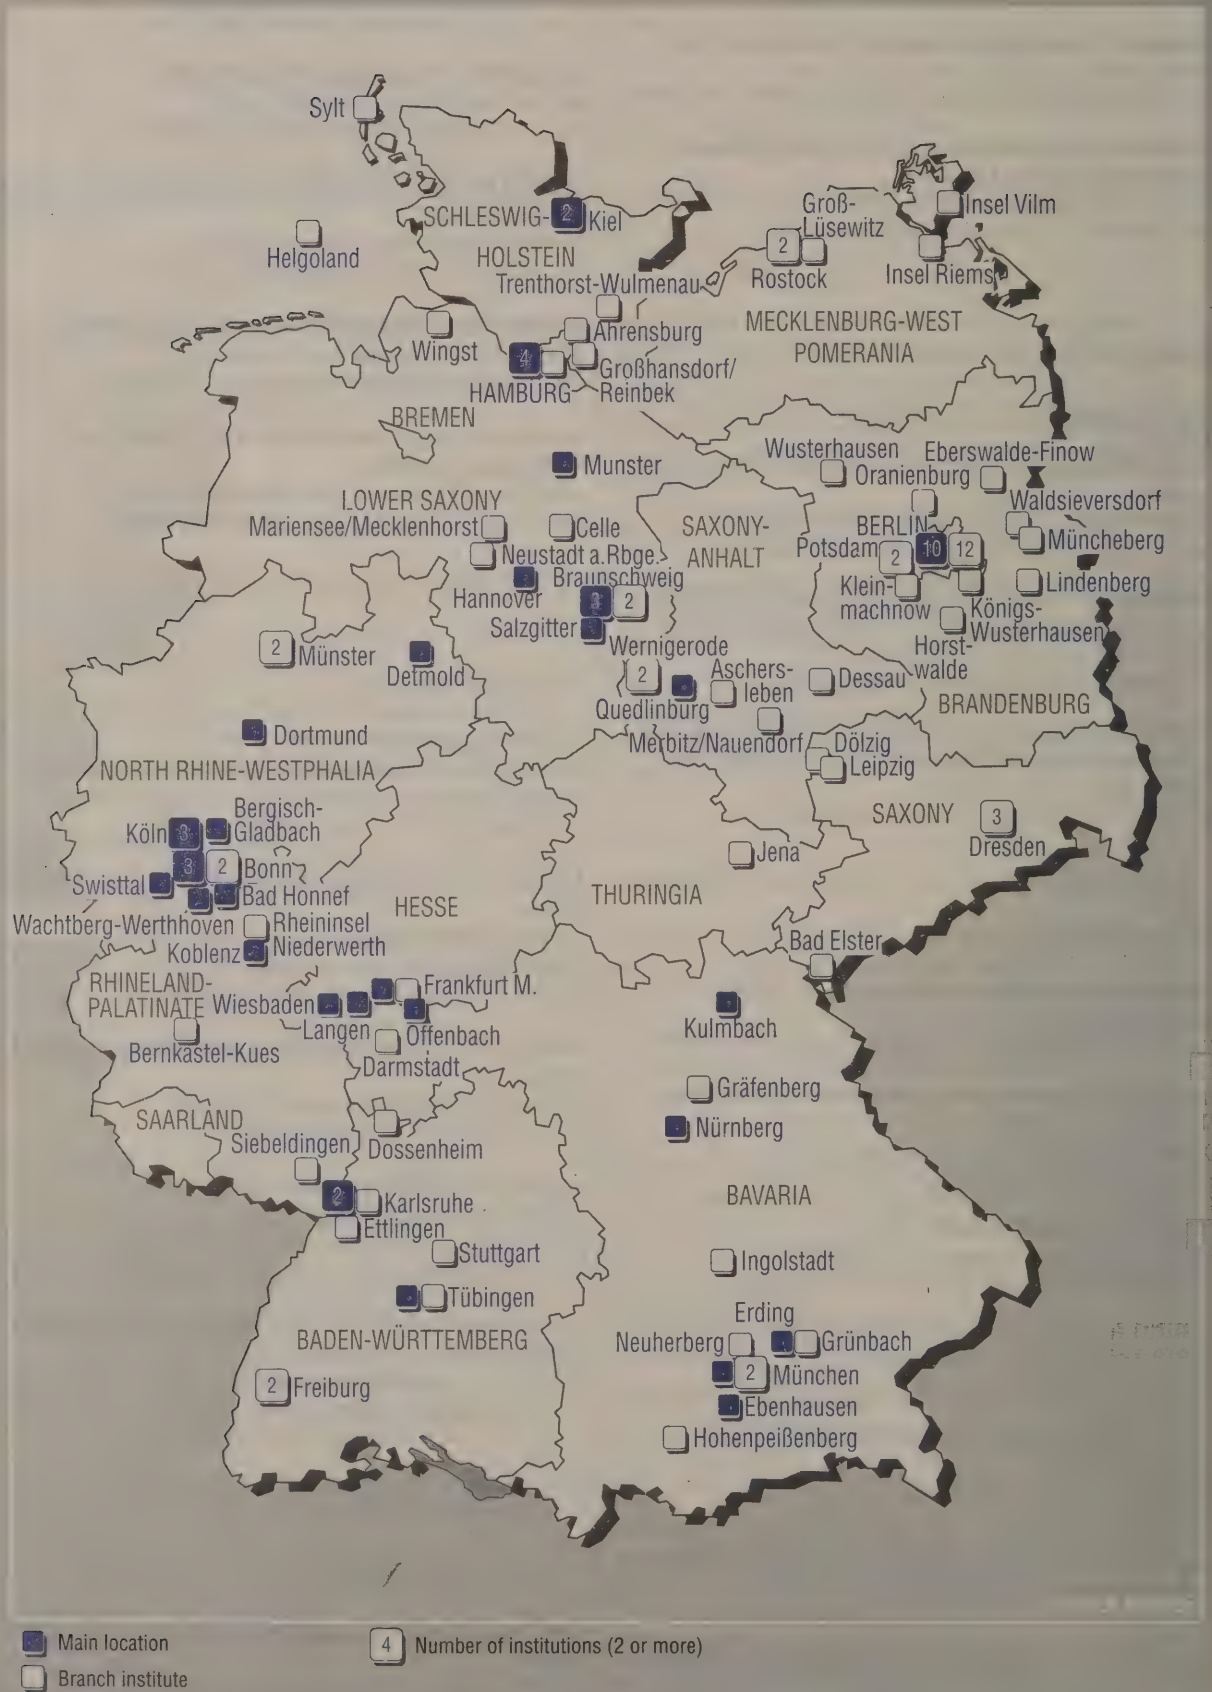 Sylt
SCHLESWIG-
2
Kiel
Groß-
Lüsewitz
Insel Vilm
Helgoland
HOLSTEIN
2
Rostock
Insel Riems
Trenthorst-Wulmenau
Ahrensburg
MECKLENBURG-WEST
POMERANIA
Wingst
4
Großhansdorf/
Reinbek
HAMBURG
BREMEN
Munster
Wusterhausen
Eberswalde-Finow
Oranienburg
LOWER SAXONY
Waldsieversdorf
Mariensee/Mecklenhorst
Celle
SAXONY-
ANHALT
BERLIN
Potsdam
2
10
12
Müncheberg
Neustadt a.Rbge.
Braunschweig
Hannover
2
Klein-
machnow
Lindenberg
Königs-
Wusterhausen
Salzgitter
Wernigerode
Horst-
walde
2
Münster
Detmold
2
Aschers-
leben
Dessau
Quedlinburg
BRANDENBURG
Dortmund
Merbitz/Nauendorf
Dölzig
Leipzig
NORTH RHINE-WESTPHALIA
Bergisch-
Gladbach
Köln
3
SAXONY
3
Dresden
3
2
Bonn
Jena
Swisttal
Bad Honnef
HESSE
THURINGIA
Wachtberg-Werthhoven
Rheininsel
Niederwerth
Koblenz
Bad Elster
RHINELAND-
PALATINATE
Wiesbaden
Frankfurt M.
Langen
Offenbach
Kulmbach
Bernkastel-Kues
Darmstadt
Gräfenberg
SAARLAND
Nürnberg
Siebeldingen
Dossenheim
2
Karlsruhe
BAVARIA
Ettlingen
Stuttgart
Ingolstadt
Tübingen
Erding
BADEN-WÜRTTEMBERG
Neuherberg
Grünbach
2
München
2
Freiburg
Ebenhausen
Hohenpeißenberg
Main location
4
Number of institutions (2 or more)
Branch institute